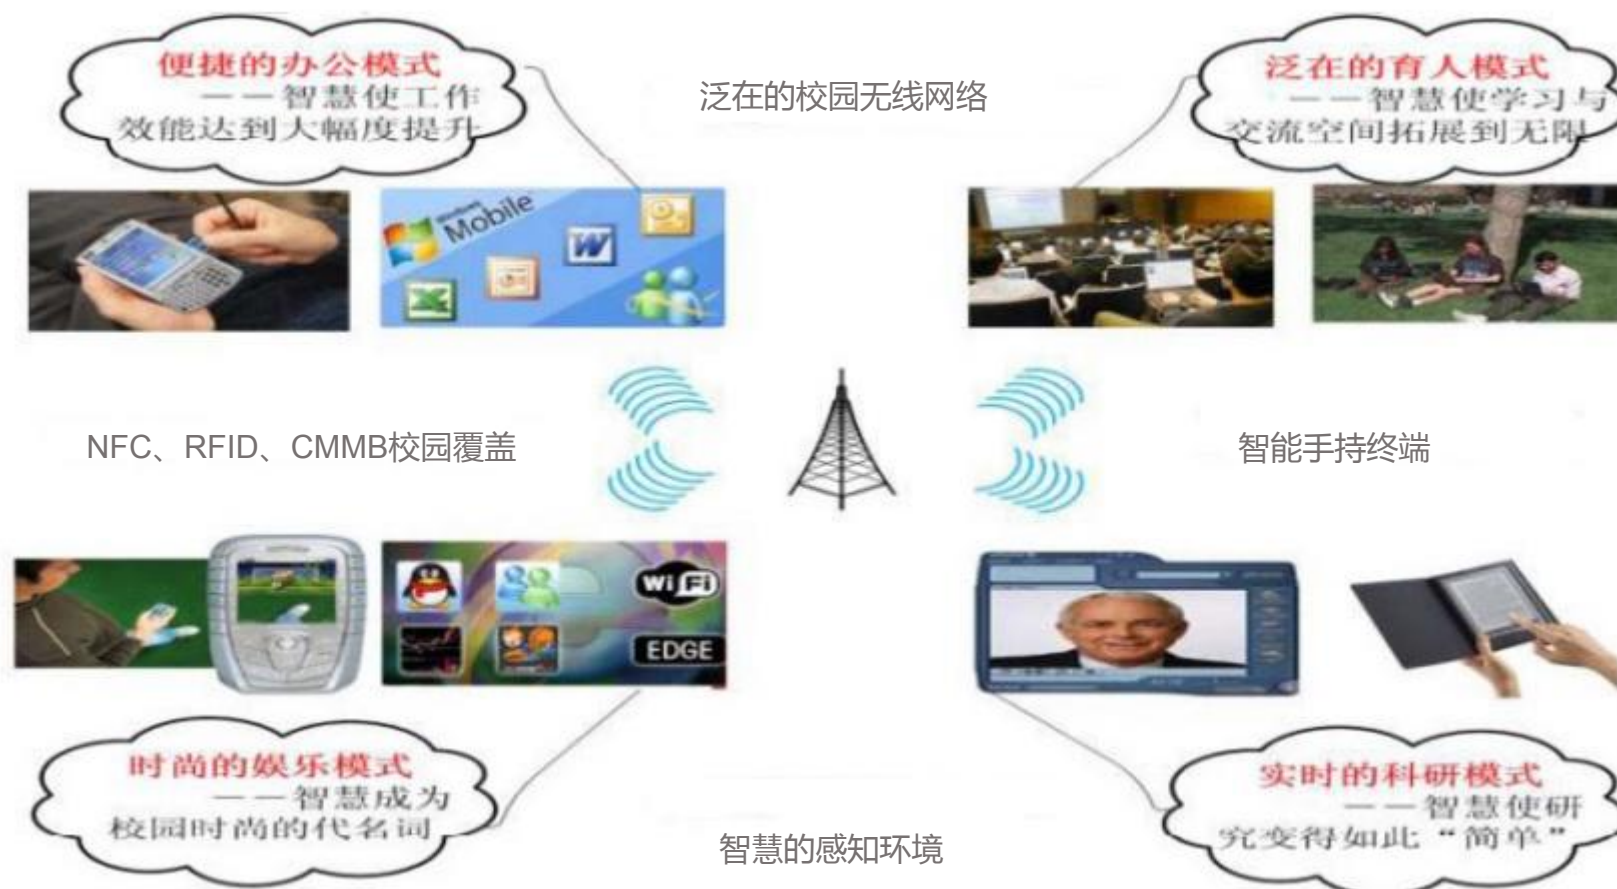 便捷的办公模式
——智慧使工作
效能达到大幅度提升
泛在的校园无线网络
泛在的育人模式
——智慧使学习与
交流空间拓展到无限
Windows
Mobile
NFC、RFID、CMMB校园覆盖
智能手持终端
WiFi
EDGE
时尚的娱乐模式
——智慧成为
校园时尚的代名词
实时的科研模式
——智慧使研
究变得如此“简单”
智慧的感知环境